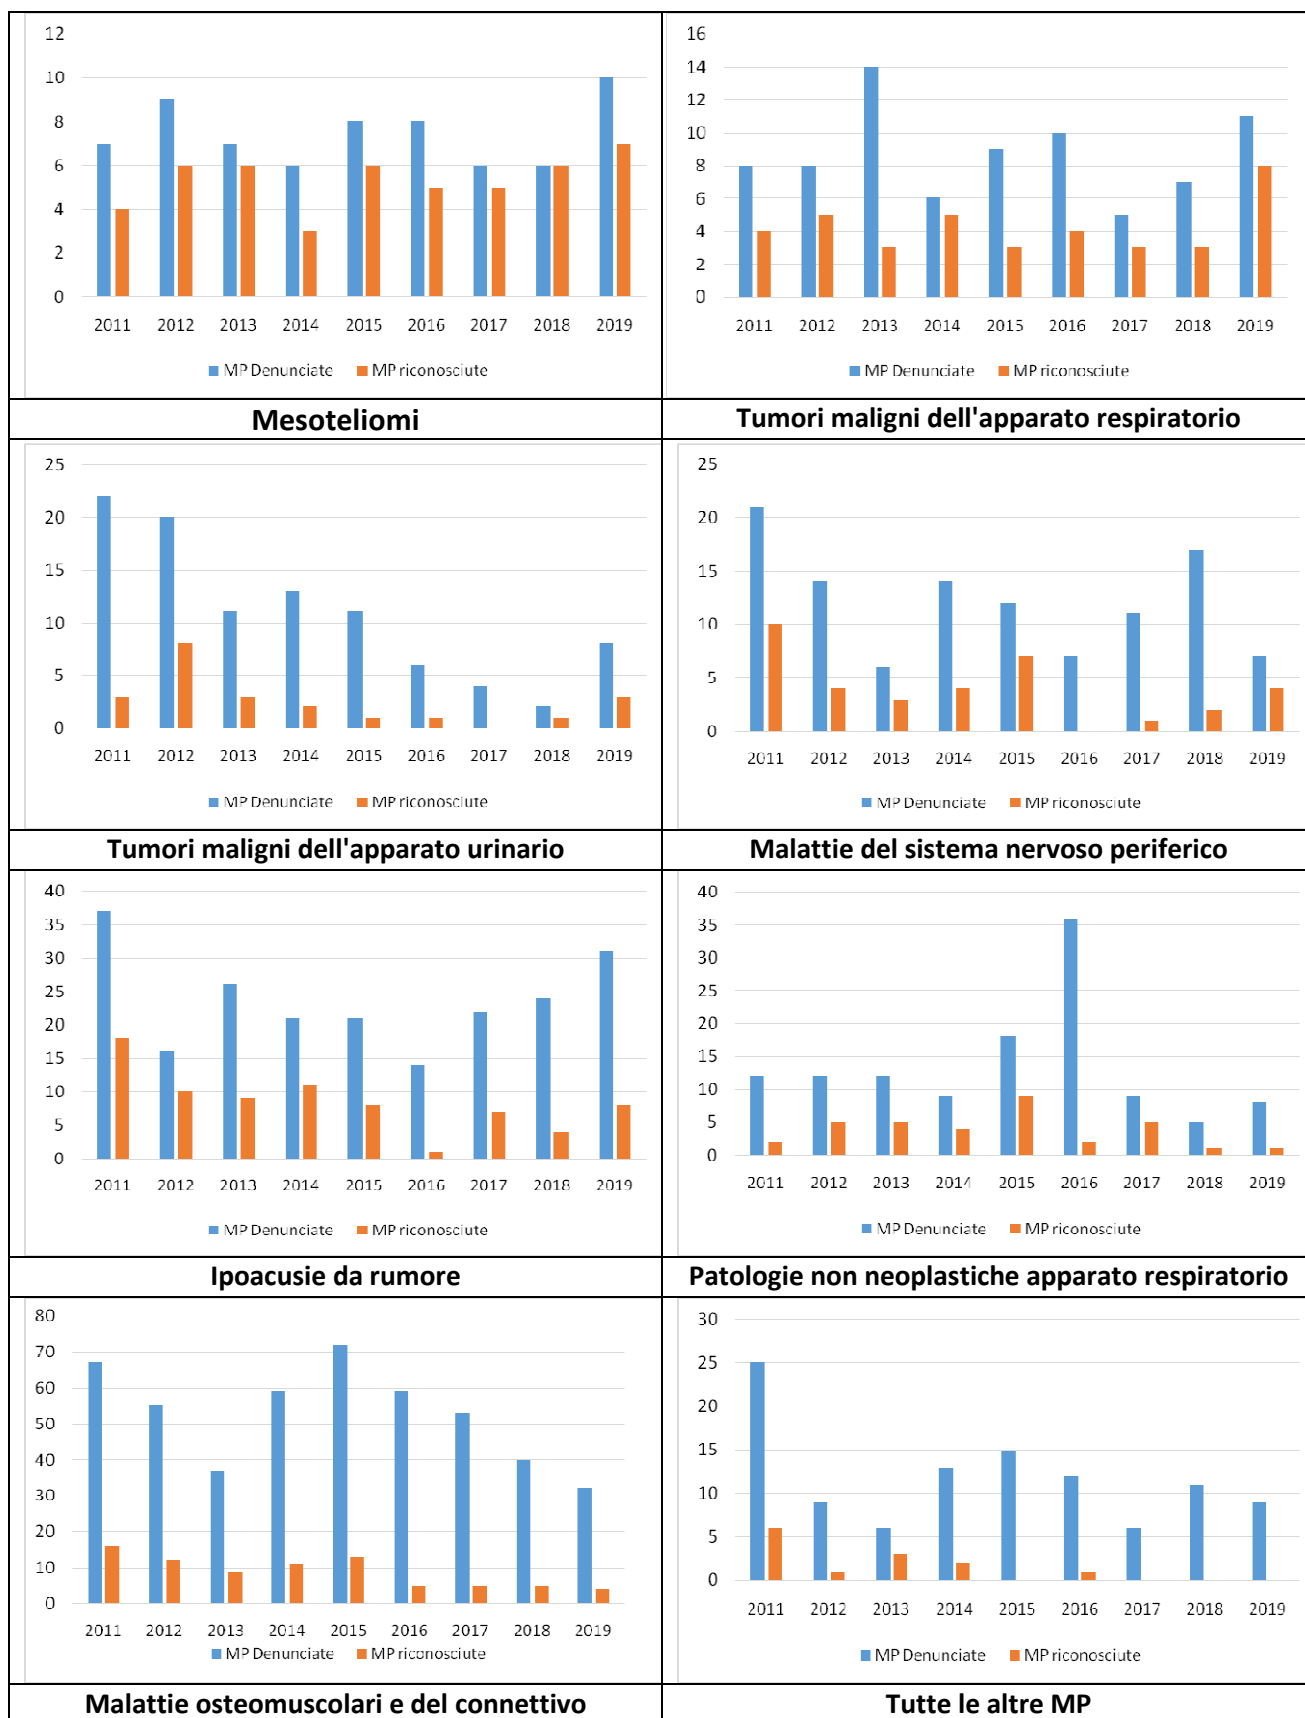 12
10
8
6
4
2
0
2011 2012 2013 2014 2015 2016 2017 2018 2019
MP Denunciate MP riconosciute
Mesoteliomi
16
14
12
10
8
6
4
2
0
2011 2012 2013 2014 2015 2016 2017 2018 2019
MP Denunciate MP riconosciute
Tumori maligni dell'apparato respiratorio
25
20
15
10
5
0
2011 2012 2013 2014 2015 2016 2017 2018 2019
MP Denunciate MP riconosciute
Tumori maligni dell'apparato urinario
25
20
15
10
5
0
2011 2012 2013 2014 2015 2016 2017 2018 2019
MP Denunciate MP riconosciute
Malattie del sistema nervoso periferico
40
35
30
25
20
15
10
5
0
2011 2012 2013 2014 2015 2016 2017 2018 2019
MP Denunciate MP riconosciute
Ipoacusie da rumore
40
35
30
25
20
15
10
5
0
2011 2012 2013 2014 2015 2016 2017 2018 2019
MP Denunciate MP riconosciute
Patologie non neoplastiche apparato respiratorio
80
70
60
50
40
30
20
10
0
2011 2012 2013 2014 2015 2016 2017 2018 2019
MP Denunciate MP riconosciute
Malattie osteomuscolari e del connettivo
30
25
20
15
10
5
0
2011 2012 2013 2014 2015 2016 2017 2018 2019
MP Denunciate MP riconosciute
Tutte le altre MP